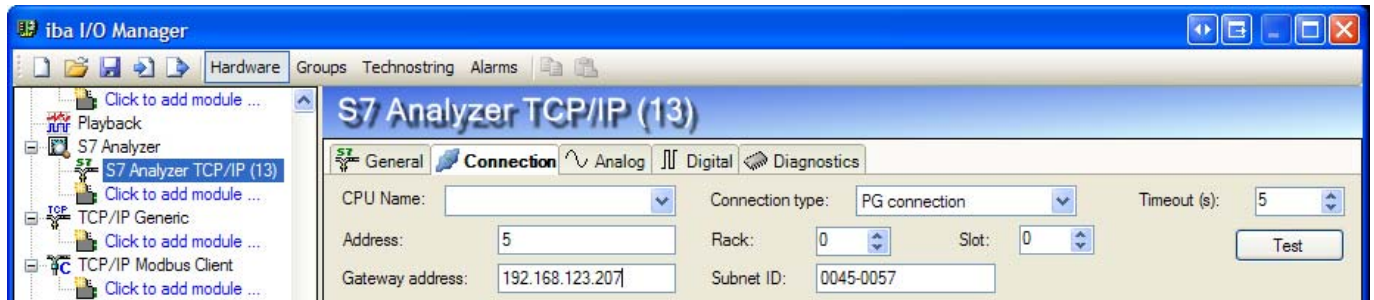 iba I/O Manager
Hardware Groups Technostring Alarms
Click to add module ...
Playback
S7 Analyzer
S7 Analyzer TCP/IP (13)
Click to add module ...
TCP/IP Generic
Click to add module ...
TCP/IP Modbus Client
Click to add module ...
S7 Analyzer TCP/IP (13)
General Connection Analog Digital Diagnostics
CPU Name: Connection type: PG connection Timeout (s): 5
Address: 5 Rack: 0 Slot: 0 Test
Gateway address: 192.168.123.207 Subnet ID: 0045-0057